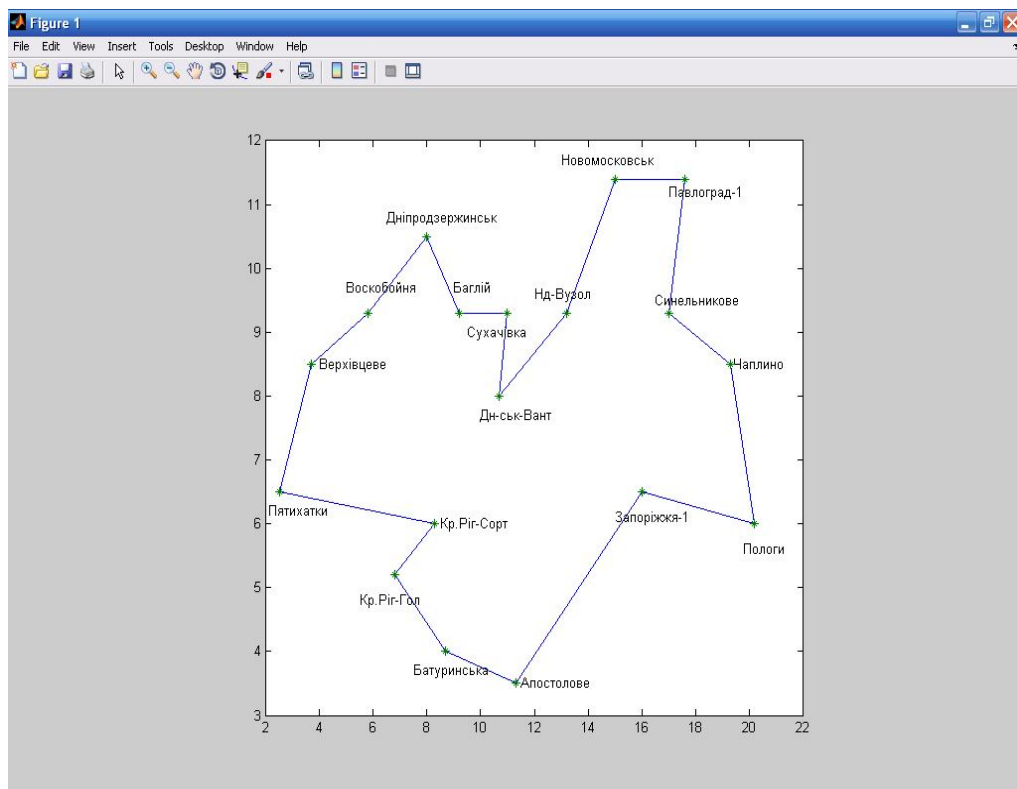 Figure 1
File Edit View Insert Tools Desktop Window Help
12
Новомосковськ
Павлоград-1
11
Дніпродзержинськ
10
Воскобойня
Баглій
Нд-Вузол
Синельникове
9
Сухачівка
Верхівцеве
Чаплино
8
Дн-ськ-Вант
7
Пятихатки
Запоріжжя-1
6
Кр.Ріг-Сорт
Пологи
5
Кр.Ріг-Гол
4
Батуринська
Апостолове
3
2 4 6 8 10 12 14 16 18 20 22